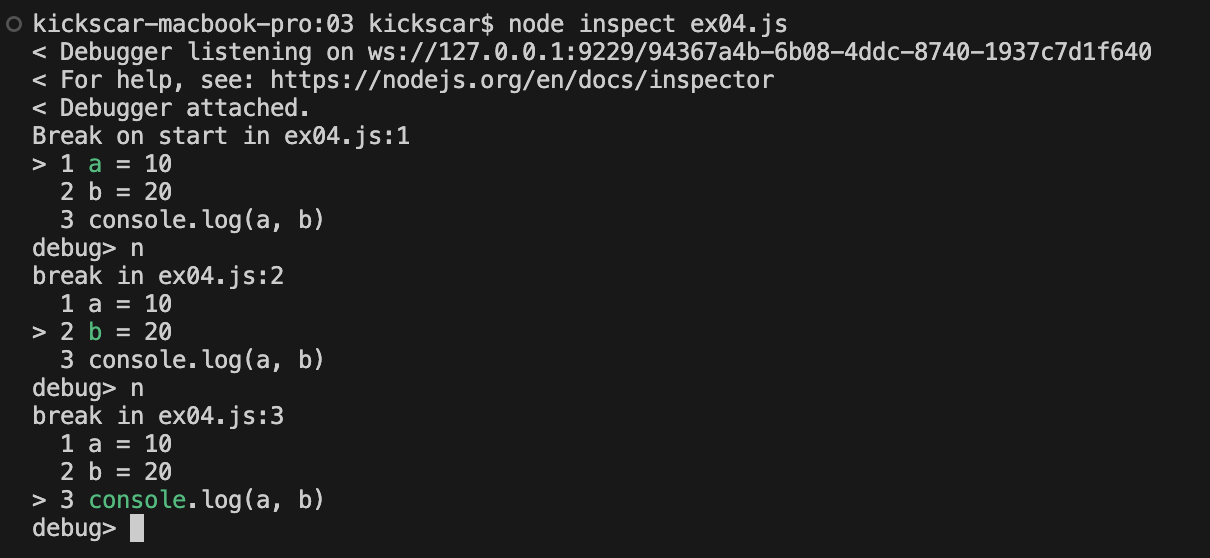 kickscar-macbook-pro:03 kickscar$ node inspect ex04.js
< Debugger listening on ws://127.0.0.1:9229/94367a4b-6b08-4ddc-8740-1937c7d1f640
< For help, see: https://nodejs.org/en/docs/inspector
< Debugger attached.
Break on start in ex04.js:1
> 1 a = 10
  2 b = 20
  3 console.log(a, b)
debug> n
break in ex04.js:2
  1 a = 10
> 2 b = 20
  3 console.log(a, b)
debug> n
break in ex04.js:3
  1 a = 10
  2 b = 20
> 3 console.log(a, b)
debug>